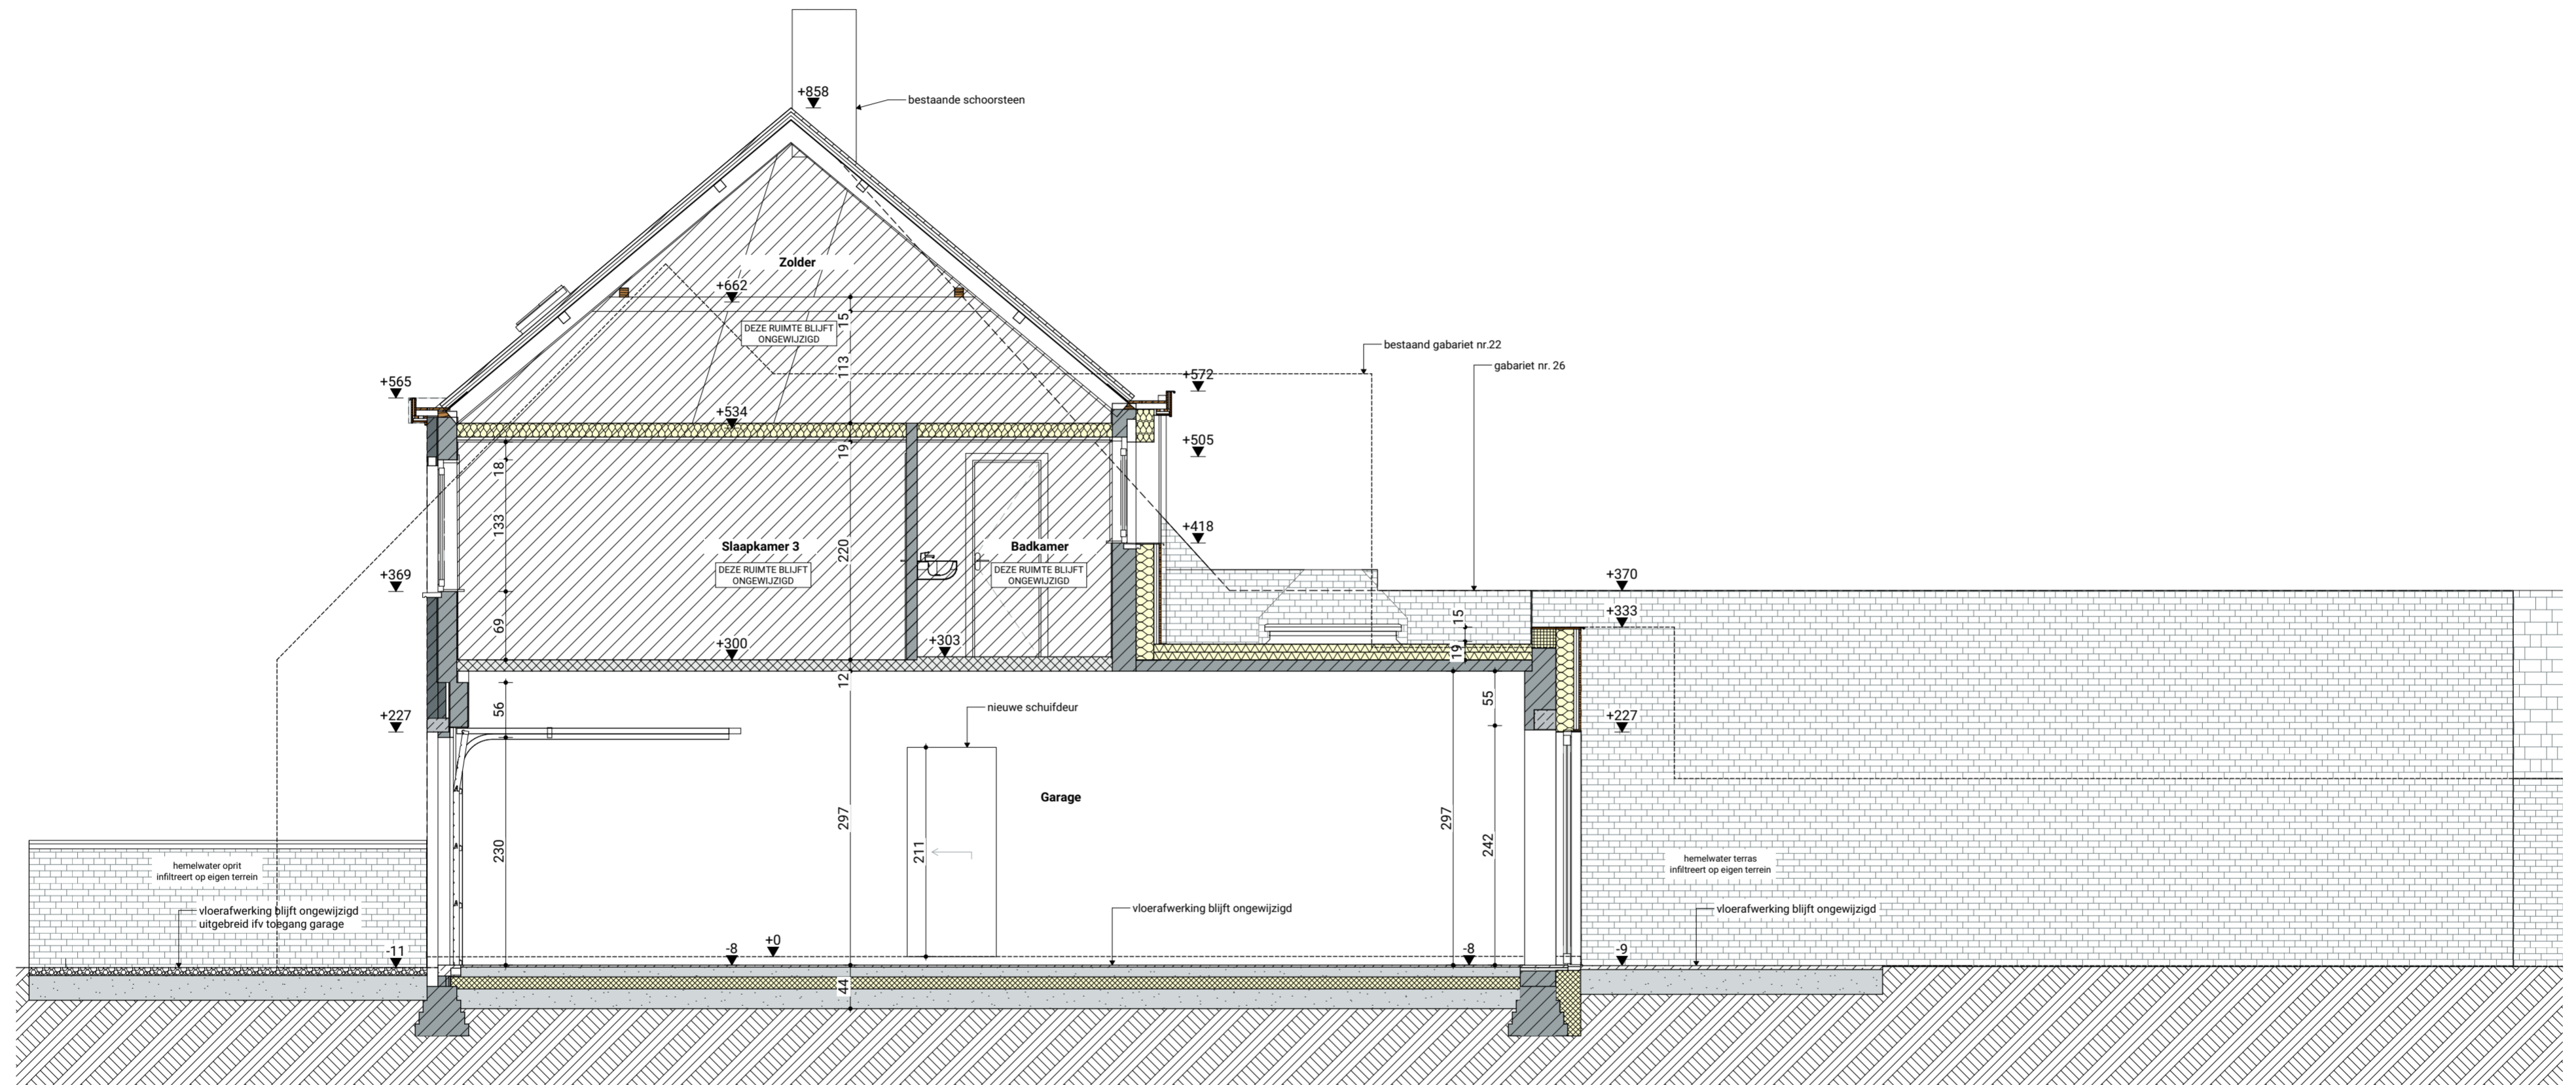 +858
bestaande schoorsteen
Zolder
+662
15
DEZE RUIMTE BLIJFT
ONGEWIJZIGD
113
bestaand gabariet nr.22
gabariet nr. 26
+565
+572
+534
+505
19
18
133
+418
Slaapkamer 3
DEZE RUIMTE BLIJFT
ONGEWIJZIGD
220
Badkamer
DEZE RUIMTE BLIJFT
ONGEWIJZIGD
+369
+370
+333
15
69
+300
+303
19
12
56
55
nieuwe schuifdeur
+227
+227
Garage
230
297
211
297
242
hemelwater oprit
infiltreert op eigen terrein
hemelwater terras
infiltreert op eigen terrein
vloerafwerking blijft ongewijzigd
uitgebreid ifv toegang garage
vloerafwerking blijft ongewijzigd
vloerafwerking blijft ongewijzigd
-11
-8
+0
-8
-9
44